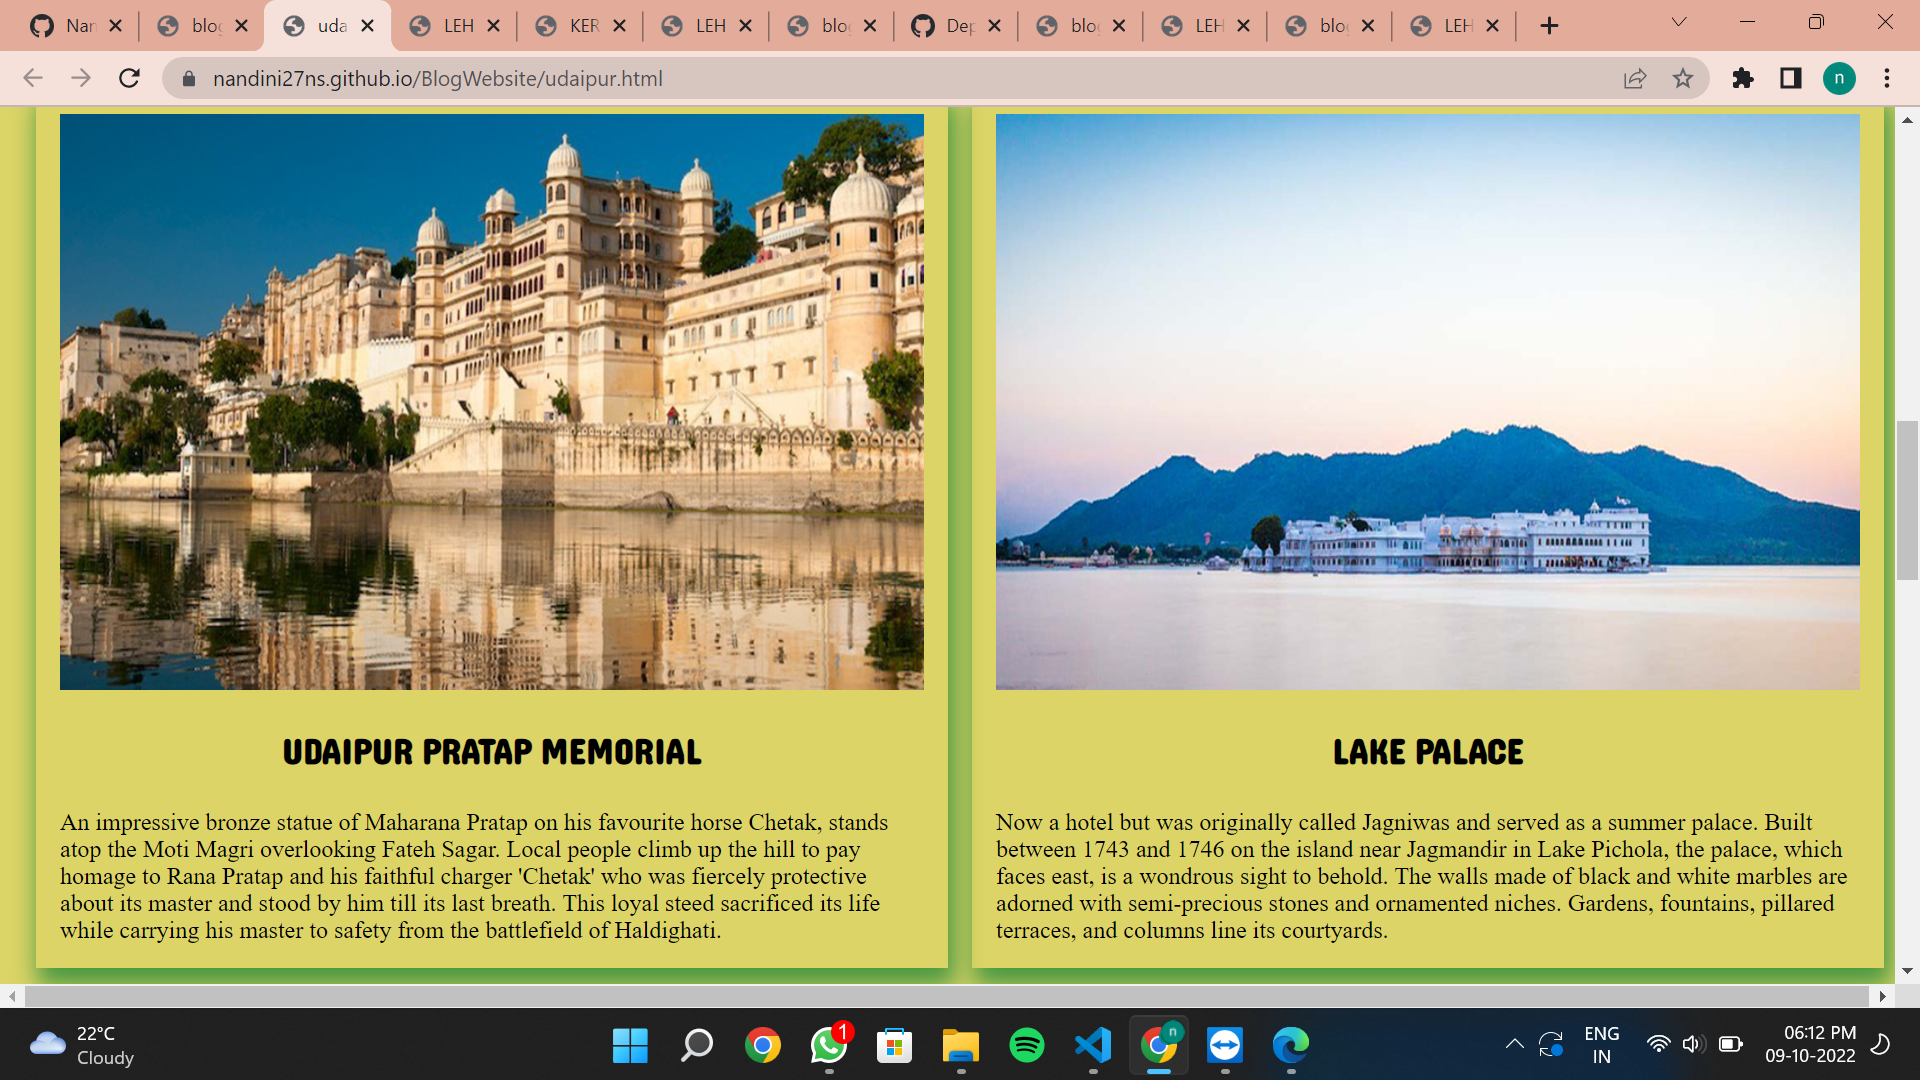 Nan
blog
uda
LEH
KER
LEH
blog
Dep
blog
LEH
blog
LEH
nandini27ns.github.io/BlogWebsite/udaipur.html
n
UDAIPUR PRATAP MEMORIAL
An impressive bronze statue of Maharana Pratap on his favourite horse Chetak, stands
atop the Moti Magri overlooking Fateh Sagar. Local people climb up the hill to pay
homage to Rana Pratap and his faithful charger 'Chetak' who was fiercely protective
about its master and stood by him till its last breath. This loyal steed sacrificed its life
while carrying his master to safety from the battlefield of Haldighati.
LAKE PALACE
Now a hotel but was originally called Jagniwas and served as a summer palace. Built
between 1743 and 1746 on the island near Jagmandir in Lake Pichola, the palace, which
faces east, is a wondrous sight to behold. The walls made of black and white marbles are
adorned with semi-precious stones and ornamented niches. Gardens, fountains, pillared
terraces, and columns line its courtyards.
22°C
Cloudy
1
n
ENG
IN
06:12 PM
09-10-2022